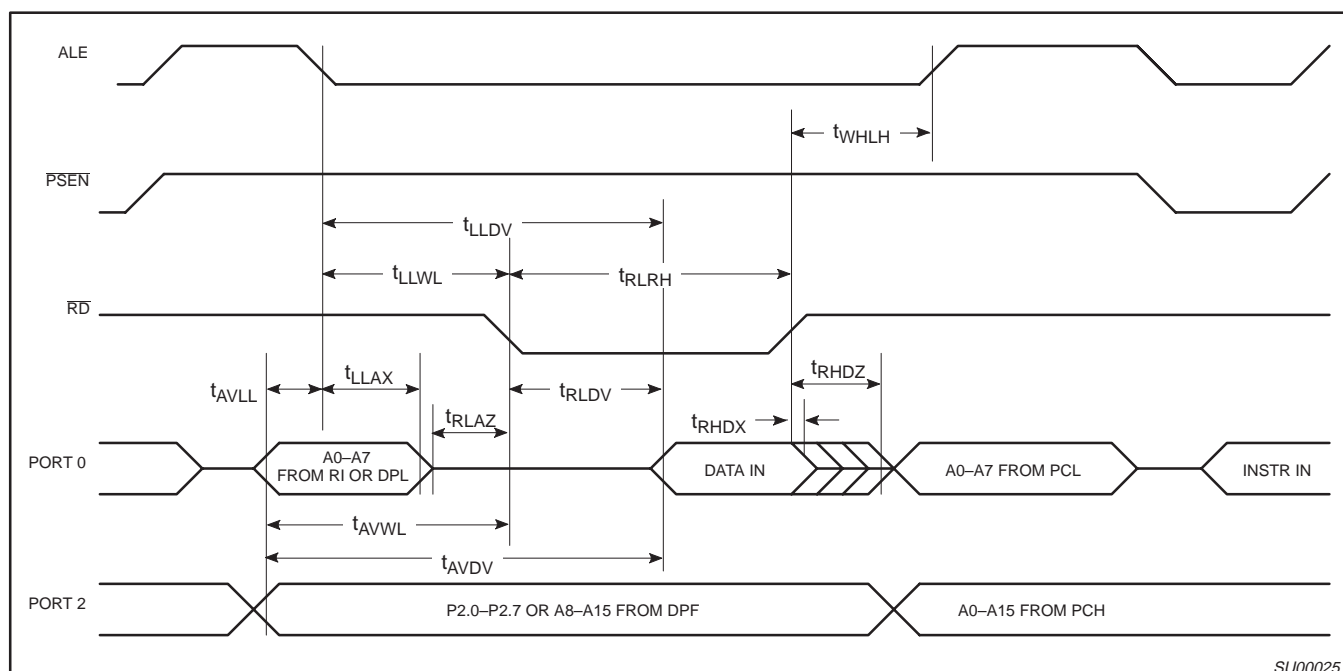 ALE
tWHLH
PSEN
tLLDV
tLLWL
tRLRH
RD
tAVLL
tLLAX
tRLDV
tRHDZ
tRLAZ
tRHDX
PORT 0
A0–A7
FROM RI OR DPL
DATA IN
A0–A7 FROM PCL
INSTR IN
tAVWL
tAVDV
PORT 2
P2.0–P2.7 OR A8–A15 FROM DPF
A0–A15 FROM PCH
SU00025